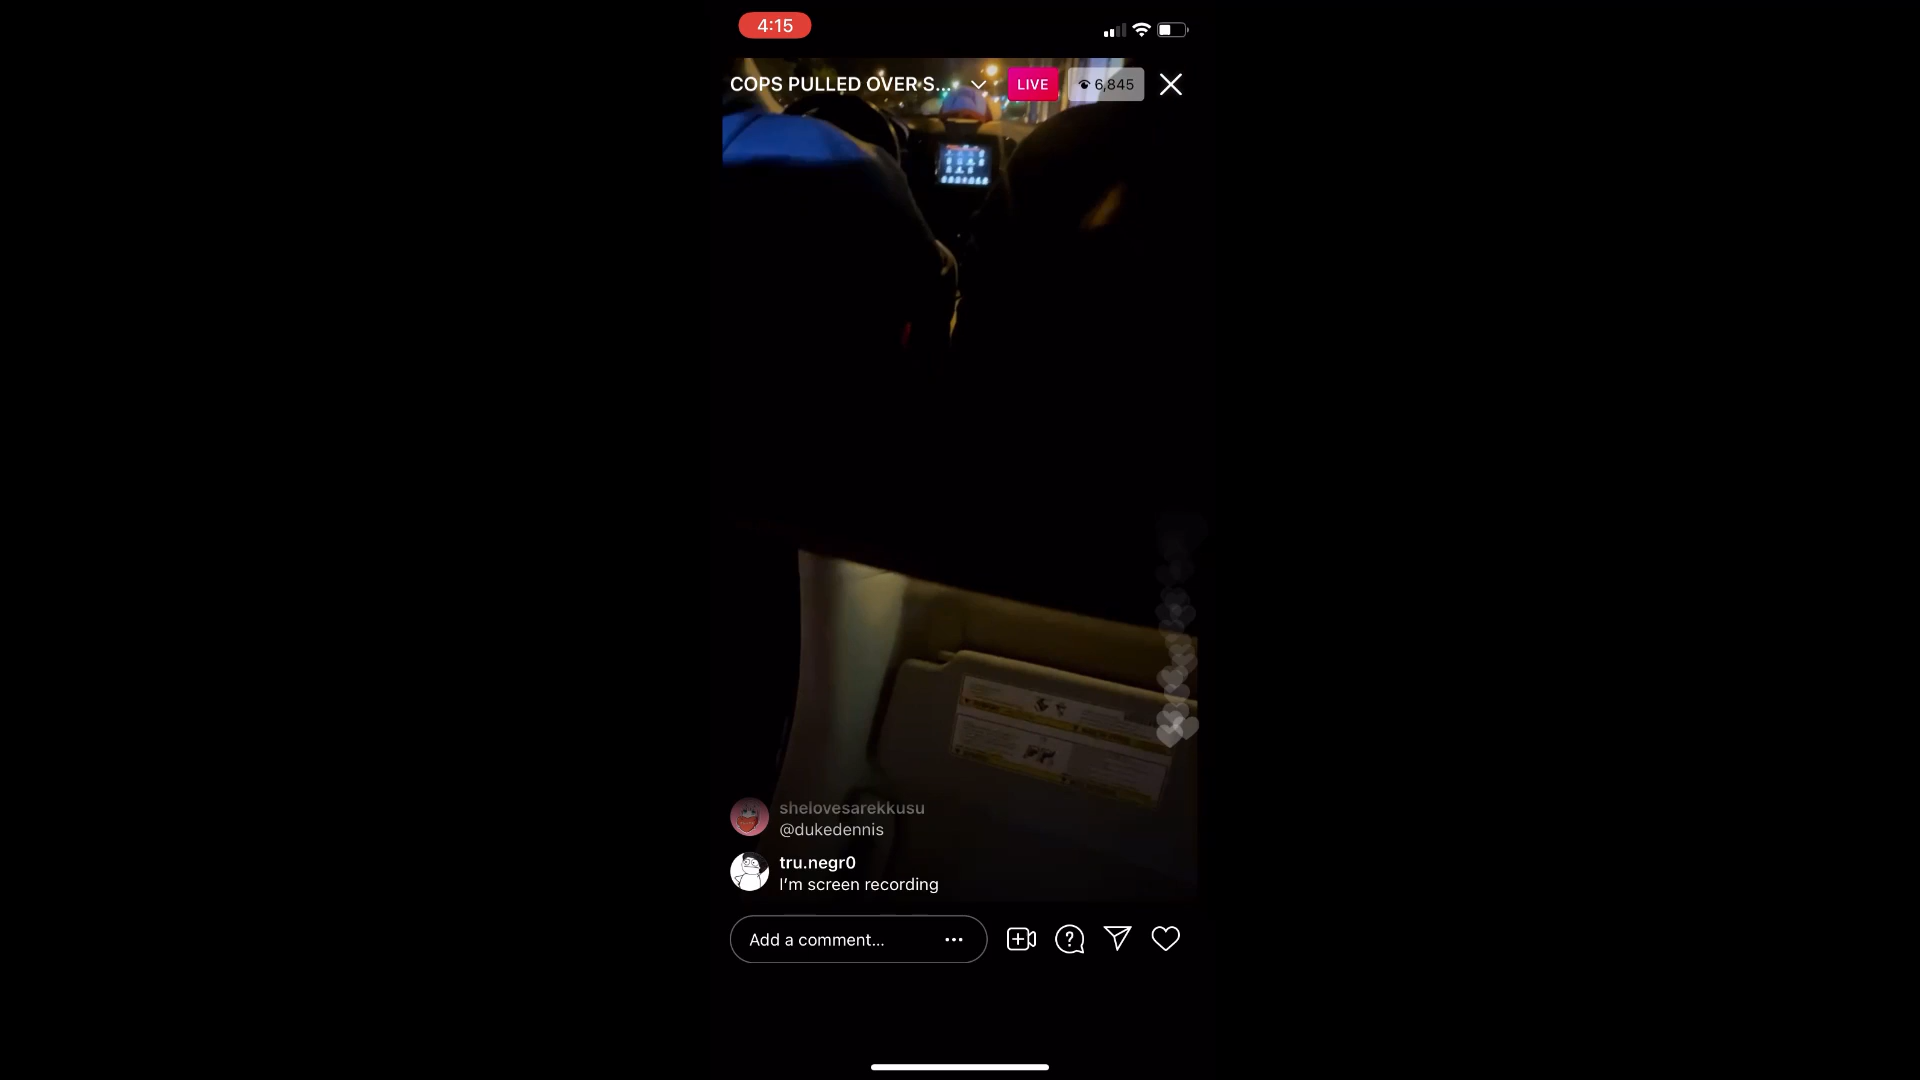 4:15
COPS PULLED OVER S...
LIVE
6,845
shelovesarekkusu
@dukedennis
tru.negr0
I'm screen recording
Add a comment...